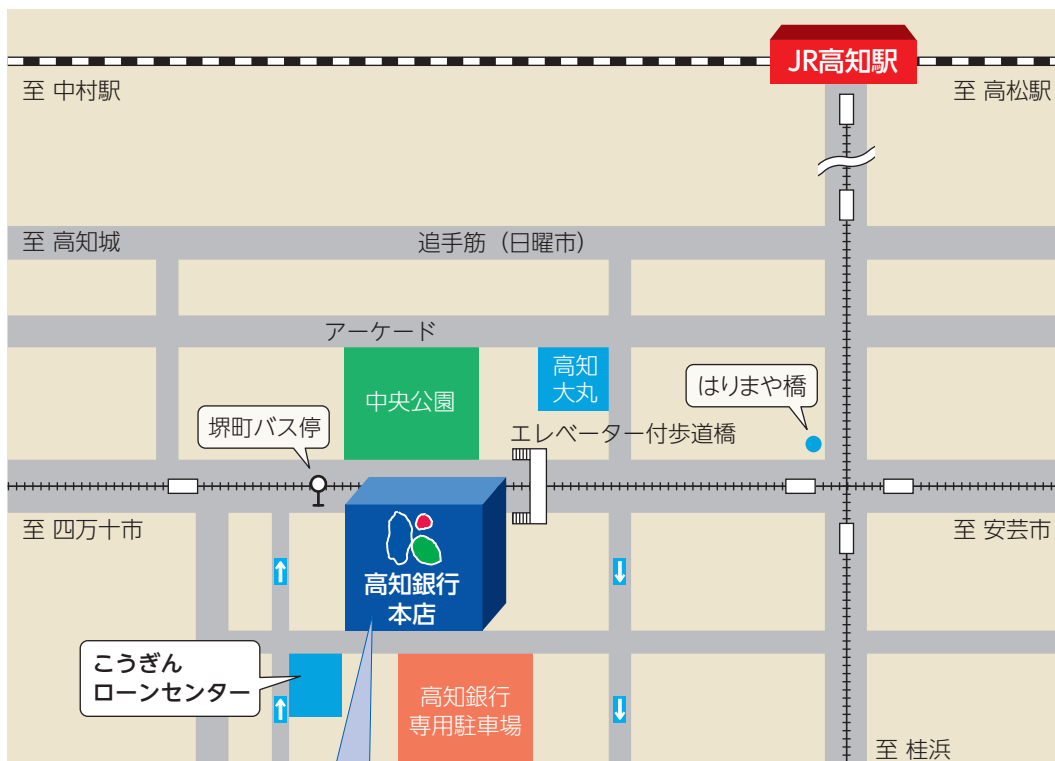 JR高知駅
至 中村駅
至 高松駅
至 高知城
追手筋（日曜市）
アーケード
中央公園
高知
大丸
はりまや橋
堺町バス停
エレベーター付歩道橋
至 四万十市
至 安芸市
高知銀行
本店
こうぎん
ローンセンター
高知銀行
専用駐車場
至 桂浜